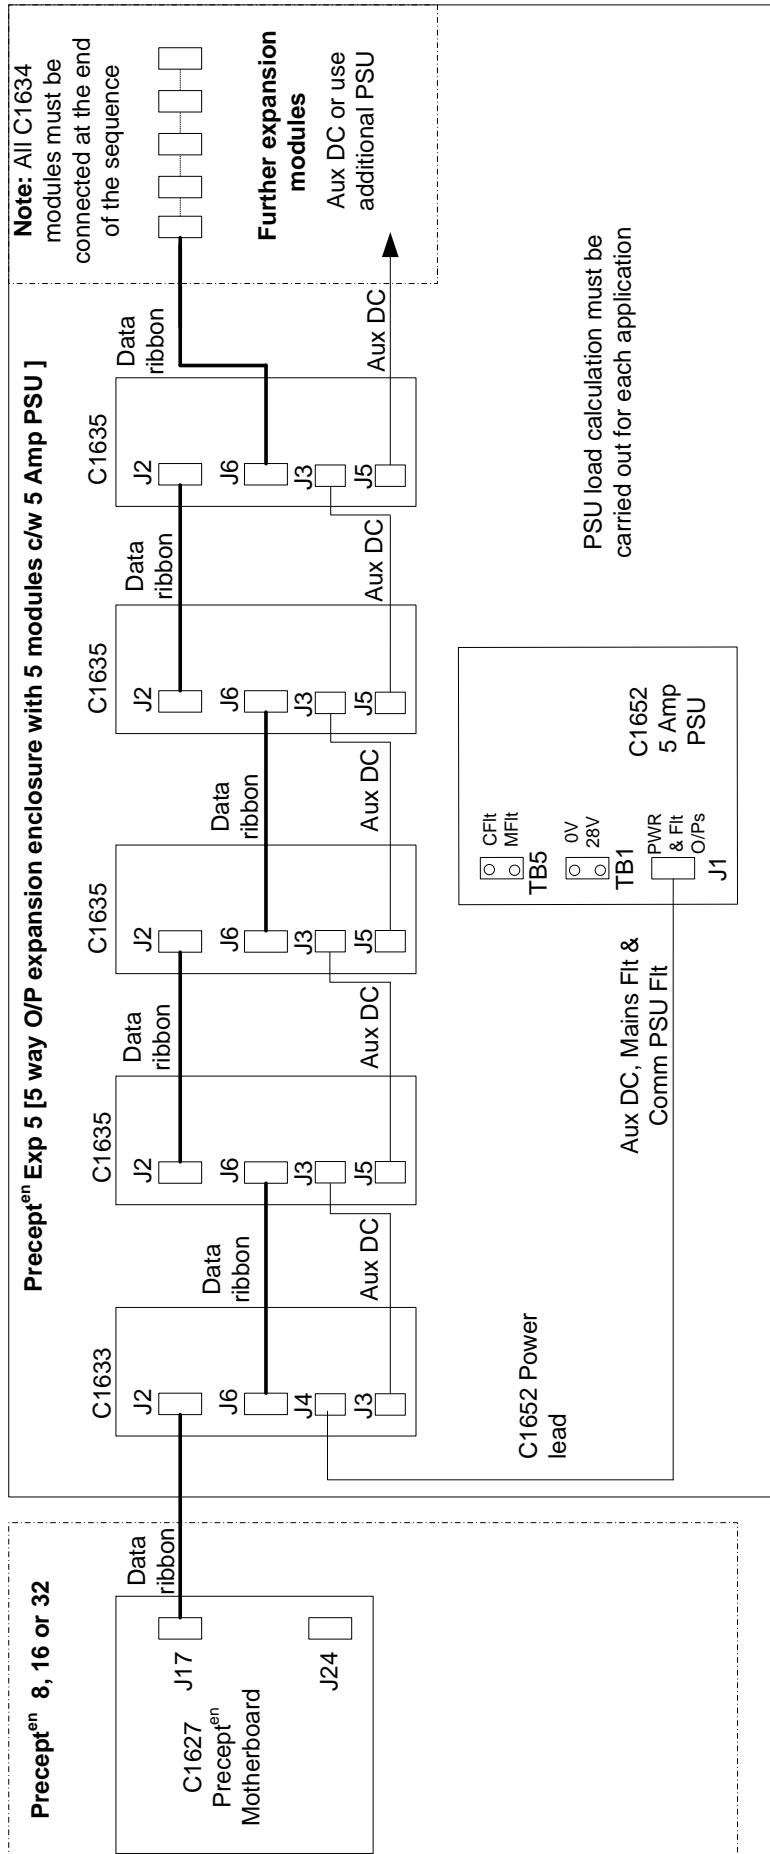 Precept^en 8, 16 or 32
C1627
Precept^en
Motherboard
J17
J24
Data
ribbon
Precept^en Exp 5 [5 way O/P expansion enclosure with 5 modules c/w 5 Amp PSU ]
C1633
J2
J6
J4
J3
Data
ribbon
Aux DC
C1635
J2
J6
J3
J5
Data
ribbon
Aux DC
C1635
J2
J6
J3
J5
Data
ribbon
Aux DC
C1635
J2
J6
J3
J5
Data
ribbon
Aux DC
C1635
J2
J6
J3
J5
Data
ribbon
Aux DC
Note: All C1634
modules must be
connected at the end
of the sequence
Further expansion
modules
Aux DC or use
additional PSU
C1652 Power
lead
Aux DC, Mains Flt &
Comm PSU Flt
CFlt
MFlt
TB5
0V
28V
TB1
PWR
& Flt
O/Ps
J1
C1652
5 Amp
PSU
PSU load calculation must be
carried out for each application